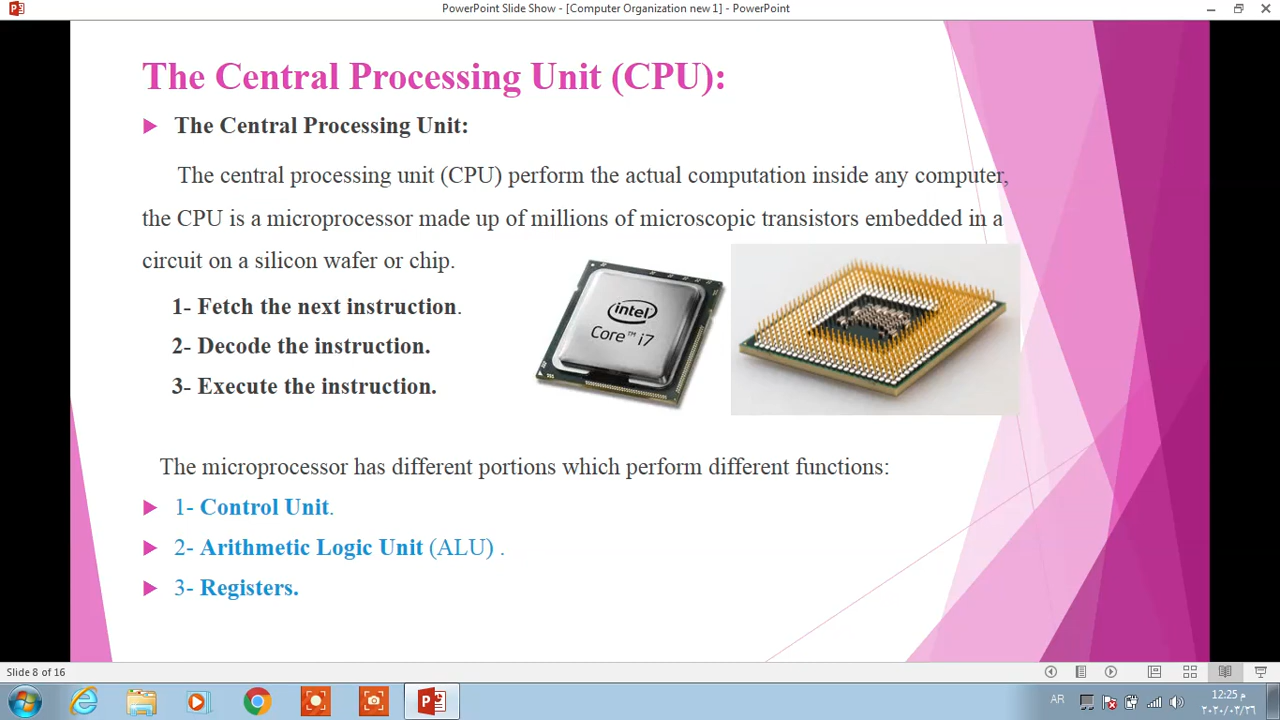 PowerPoint Slide Show - [Computer Organization new 1] - PowerPoint
The Central Processing Unit (CPU):
The Central Processing Unit:
The central processing unit (CPU) perform the actual computation inside any computer,
the CPU is a microprocessor made up of millions of microscopic transistors embedded in a
circuit on a silicon wafer or chip.
1- Fetch the next instruction.
2- Decode the instruction.
3- Execute the instruction.
intel
Core™ i7
The microprocessor has different portions which perform different functions:
1- Control Unit.
2- Arithmetic Logic Unit (ALU) .
3- Registers.
Slide 8 of 16
AR
12:25 م
٢٠٢٠/٠٣/٢٦